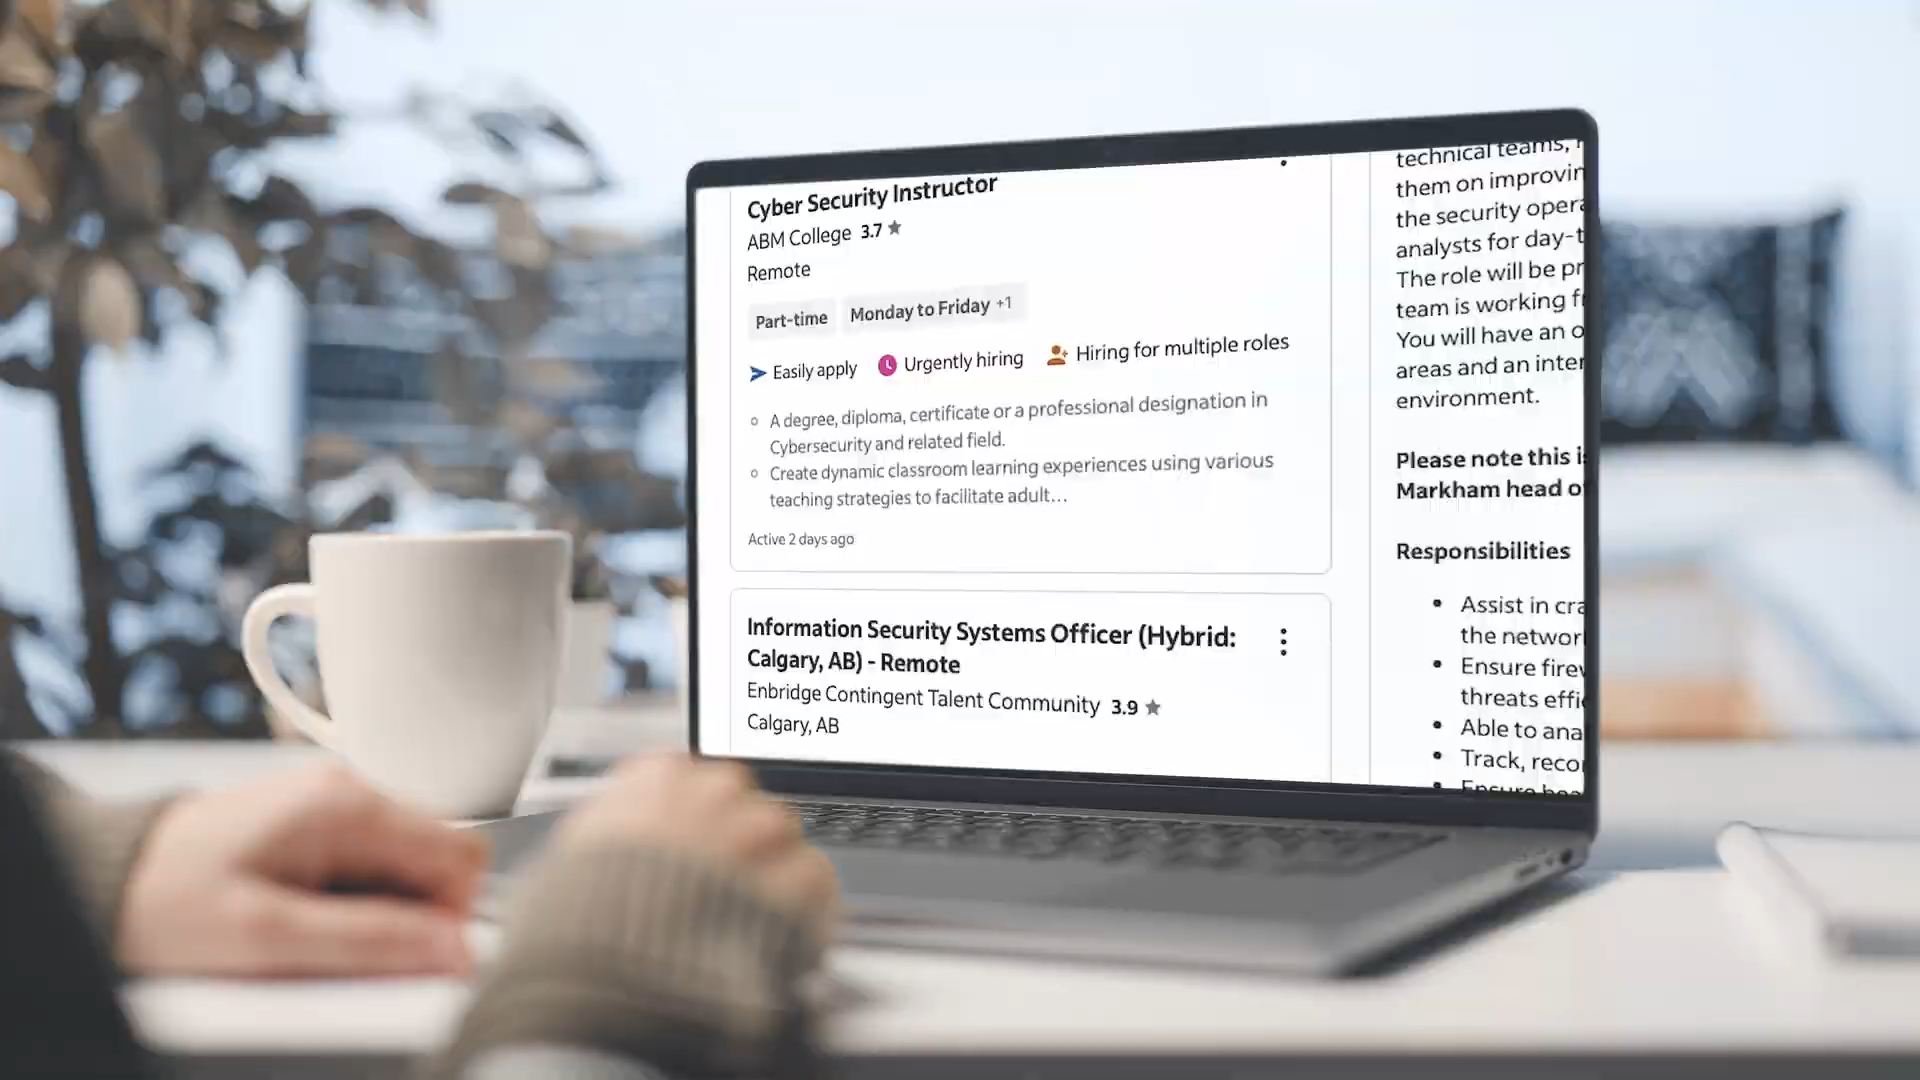 Cyber Security Instructor
ABM College 3.7
Remote
Part-time
Monday to Friday +1
Easily apply
Urgently hiring
Hiring for multiple roles
A degree, diploma, certificate or a professional designation in
Cybersecurity and related field.
Create dynamic classroom learning experiences using various
teaching strategies to facilitate adult...
Active 2 days ago
Information Security Systems Officer (Hybrid:
Calgary, AB) - Remote
Enbridge Contingent Talent Community 3.9
Calgary, AB
technical teams,
them on improvin
the security opera
analysts for day-t
The role will be pr
team is working f
You will have an o
areas and an inter
environment.
Please note this i
Markham head o
Responsibilities
Assist in cra
the networ
Ensure firew
threats effi
Able to ana
Track, reco